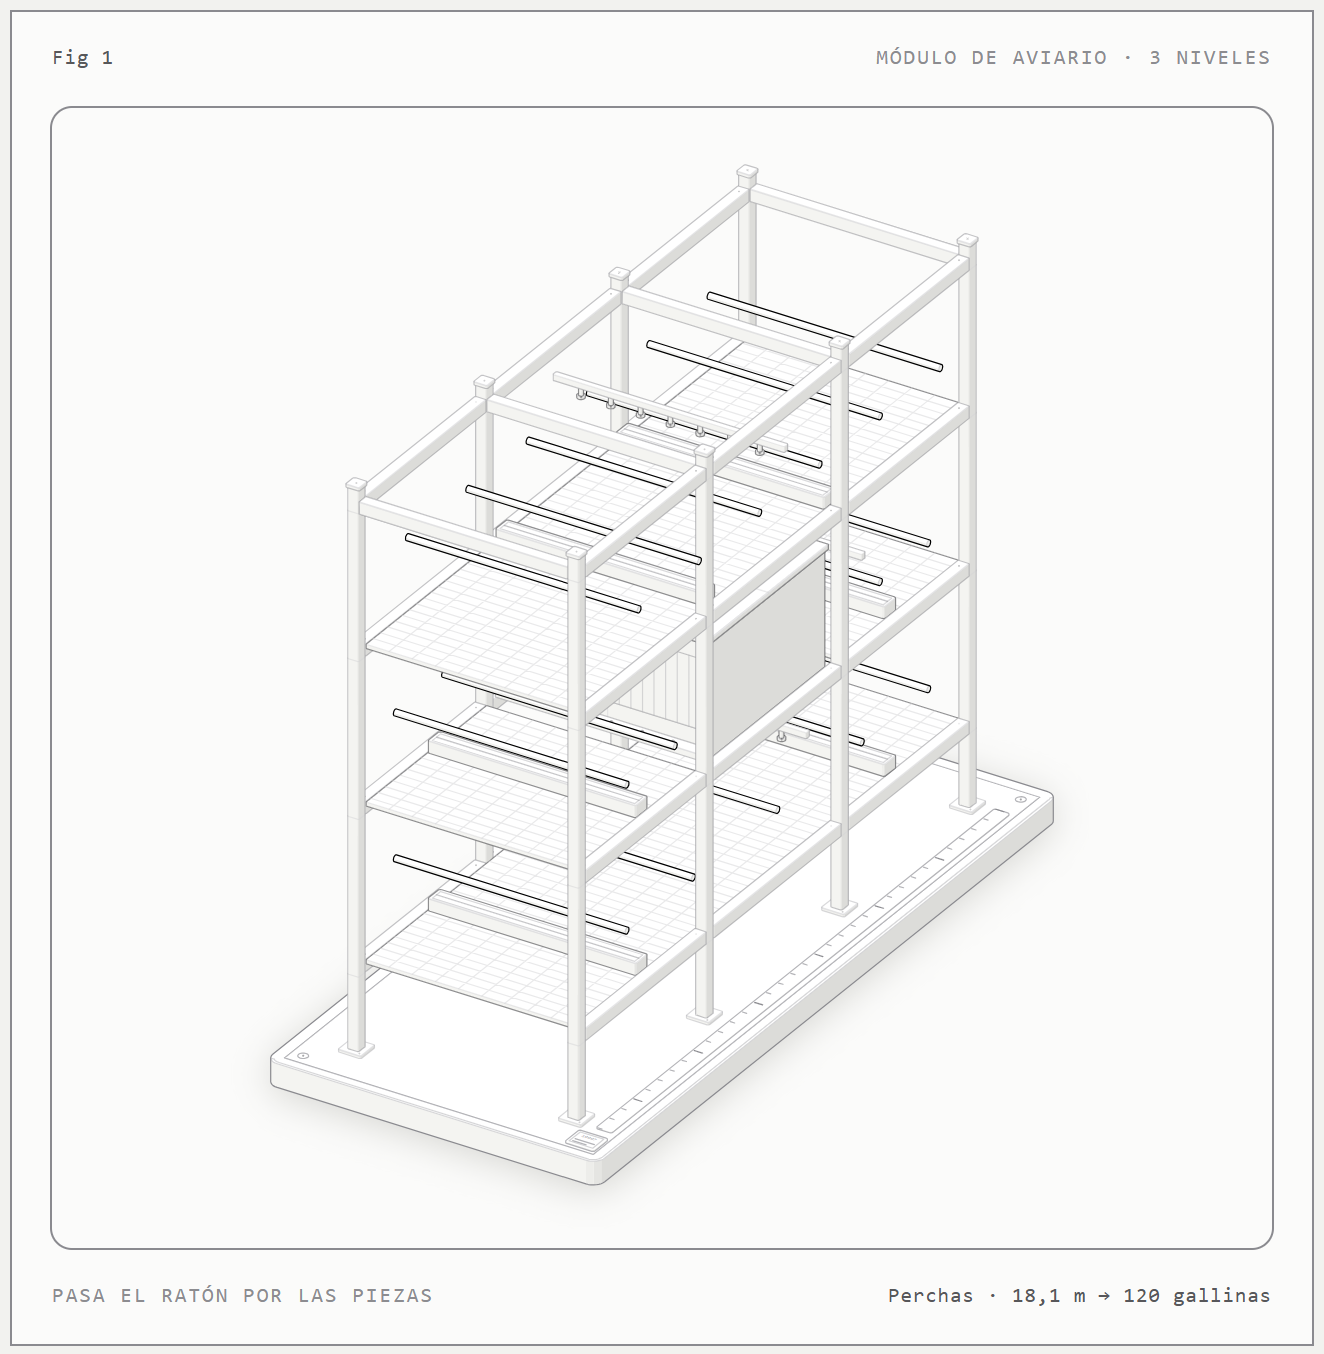 Fig 1
MÓDULO DE AVIARIO · 3 NIVELES
PASA EL RATÓN POR LAS PIEZAS
Perchas · 18,1 m → 120 gallinas